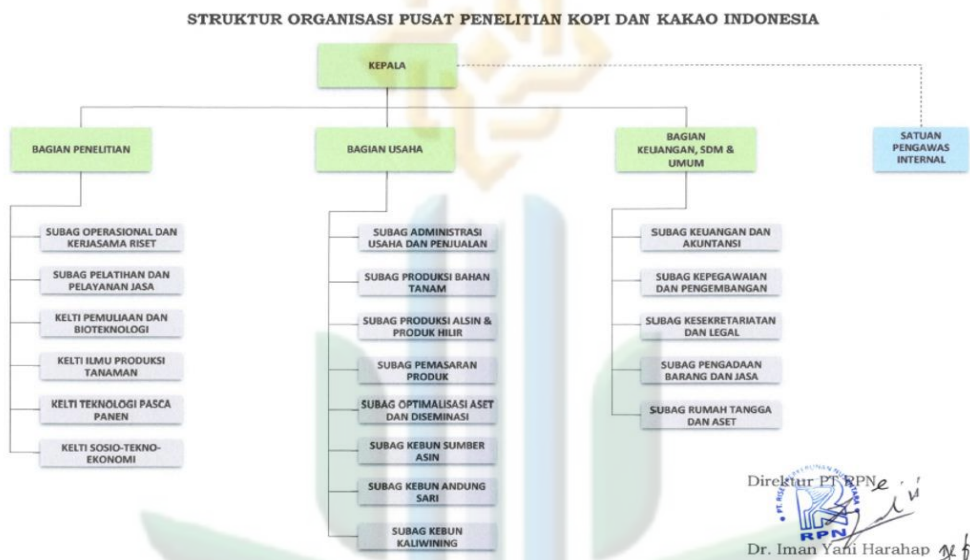 STRUKTUR ORGANISASI PUSAT PENELITIAN KOPI DAN KAKAO INDONESIA
KEPALA
BAGIAN PENELITIAN
SUBAG OPERASIONAL DAN
KERJASAMA RISET
SUBAG PELATIHAN DAN
PELAYANAN JASA
KELTI PEMULIAAN DAN
BIOTEKNOLOGI
KELTI ILMU PRODUKSI
TANAMAN
KELTI TEKNOLOGI PASCA
PANEN
KELTI SOSIO-TEKNO-
EKONOMI
BAGIAN USAHA
SUBAG ADMINISTRASI
USAHA DAN PENJUALAN
SUBAG PRODUKSI BAHAN
TANAM
SUBAG PRODUKSI ALSIN &
PRODUK HILIR
SUBAG PEMASARAN
PRODUK
SUBAG OPTIMALISASI ASET
DAN DISEMINASI
SUBAG KEBUN SUMBER
ASIN
SUBAG KEBUN ANDUNG
SARI
SUBAG KEBUN
KALIWINING
BAGIAN
KEUANGAN, SDM &
UMUM
SUBAG KEUANGAN DAN
AKUNTANSI
SUBAG KEPEGAWAIAN
DAN PENGEMBANGAN
SUBAG KESEKRETARIATAN
DAN LEGAL
SUBAG PENGADAAN
BARANG DAN JASA
SUBAG RUMAH TANGGA
DAN ASET
SATUAN
PENGAWAS
INTERNAL
Direktur PT RPN
RPN
Dr. Iman Yani Harahap